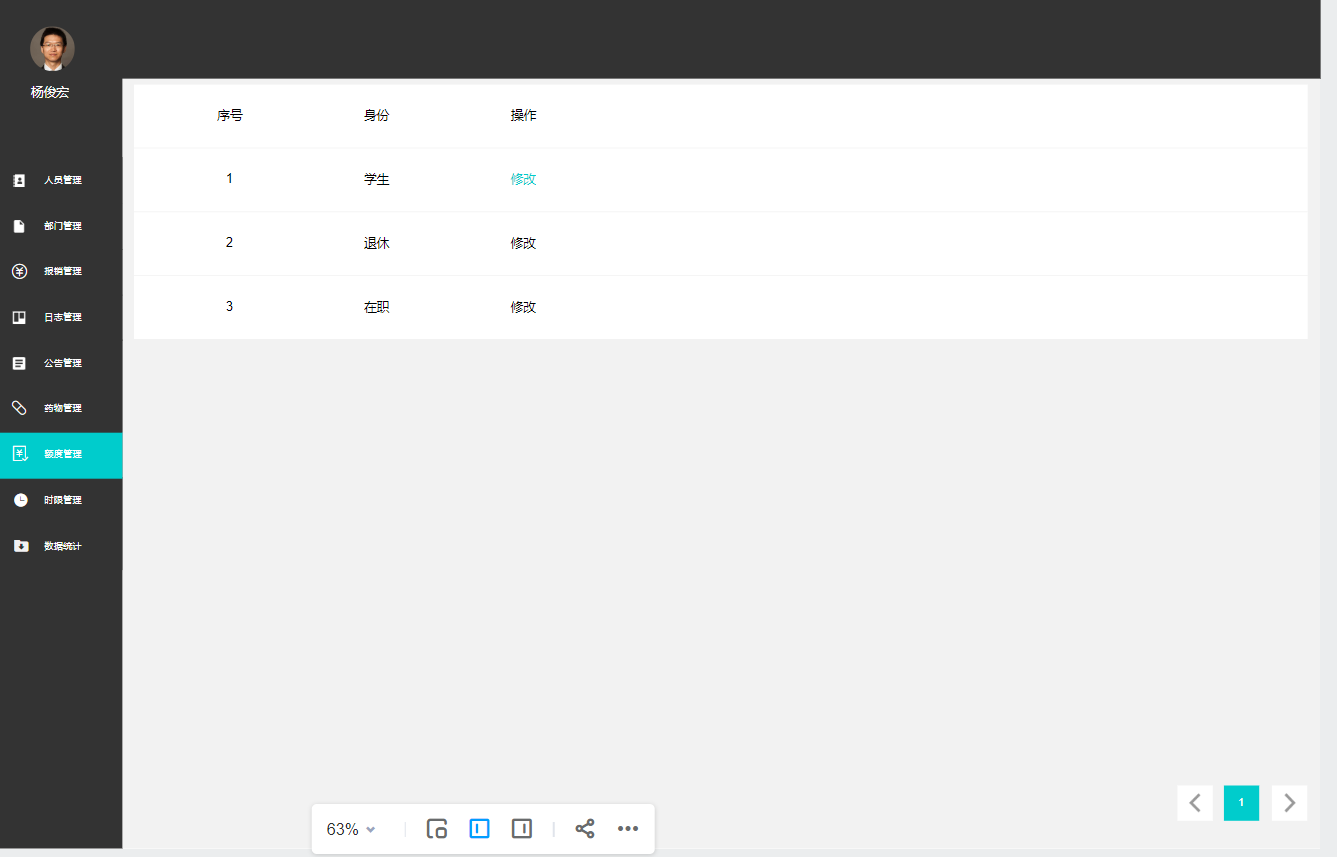 杨俊宏
人员管理
部门管理
报销管理
日志管理
公告管理
药物管理
额度管理
时限管理
数据统计
序号 身份 操作
1 学生 修改
2 退休 修改
3 在职 修改
1
63%